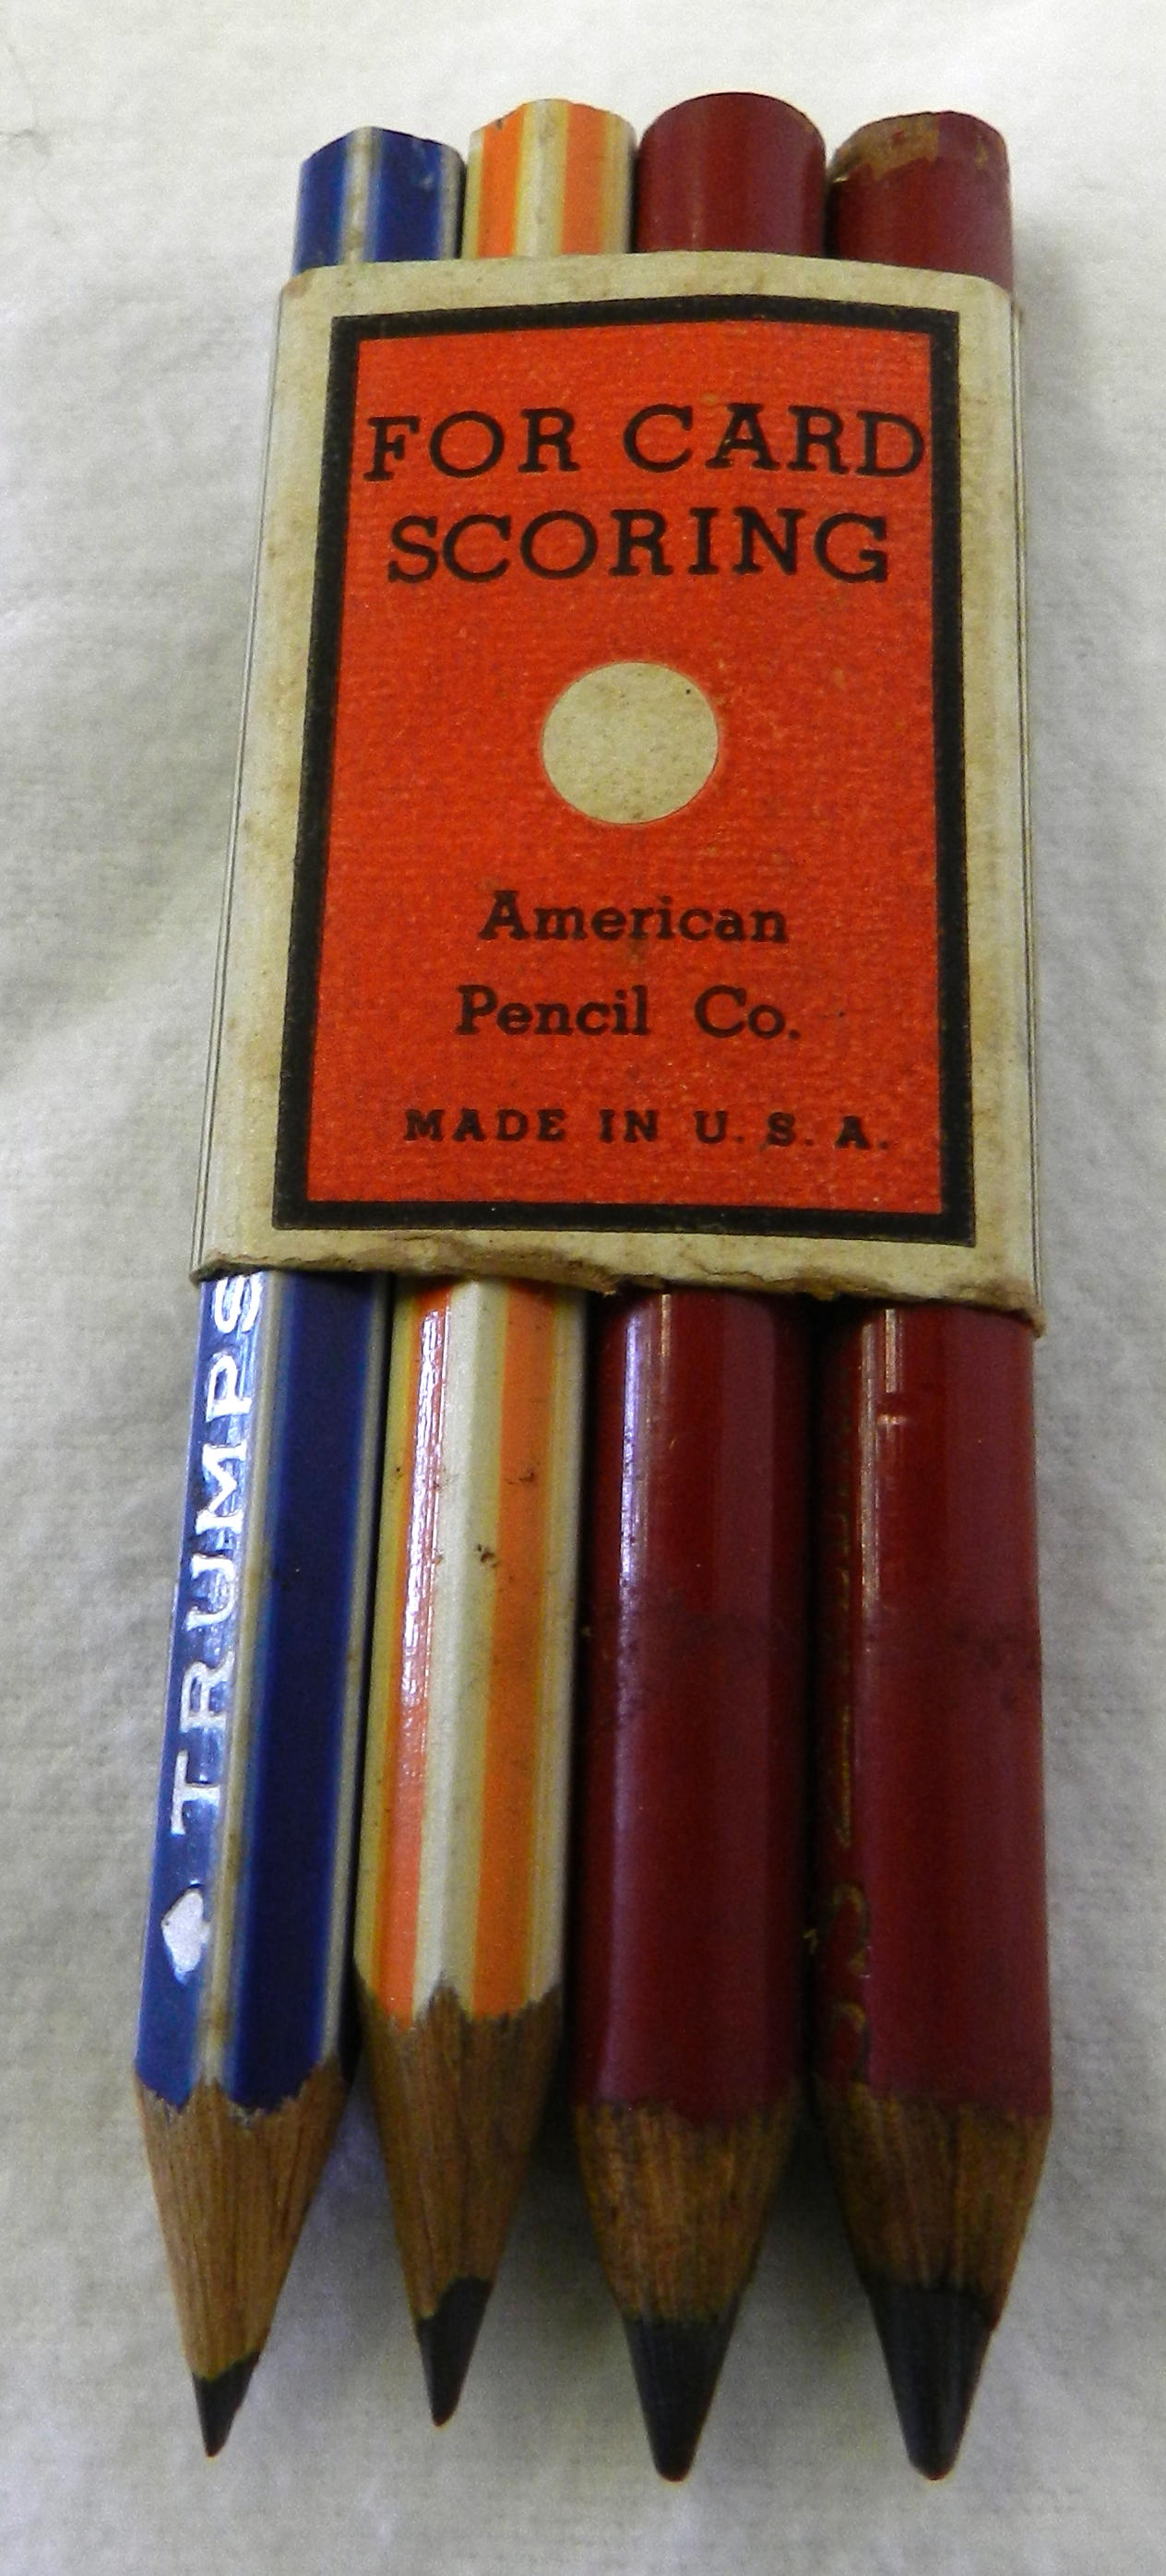 FOR CARD
SCORING
American
Pencil Co.
MADE IN U. S. A.
TRUMPS